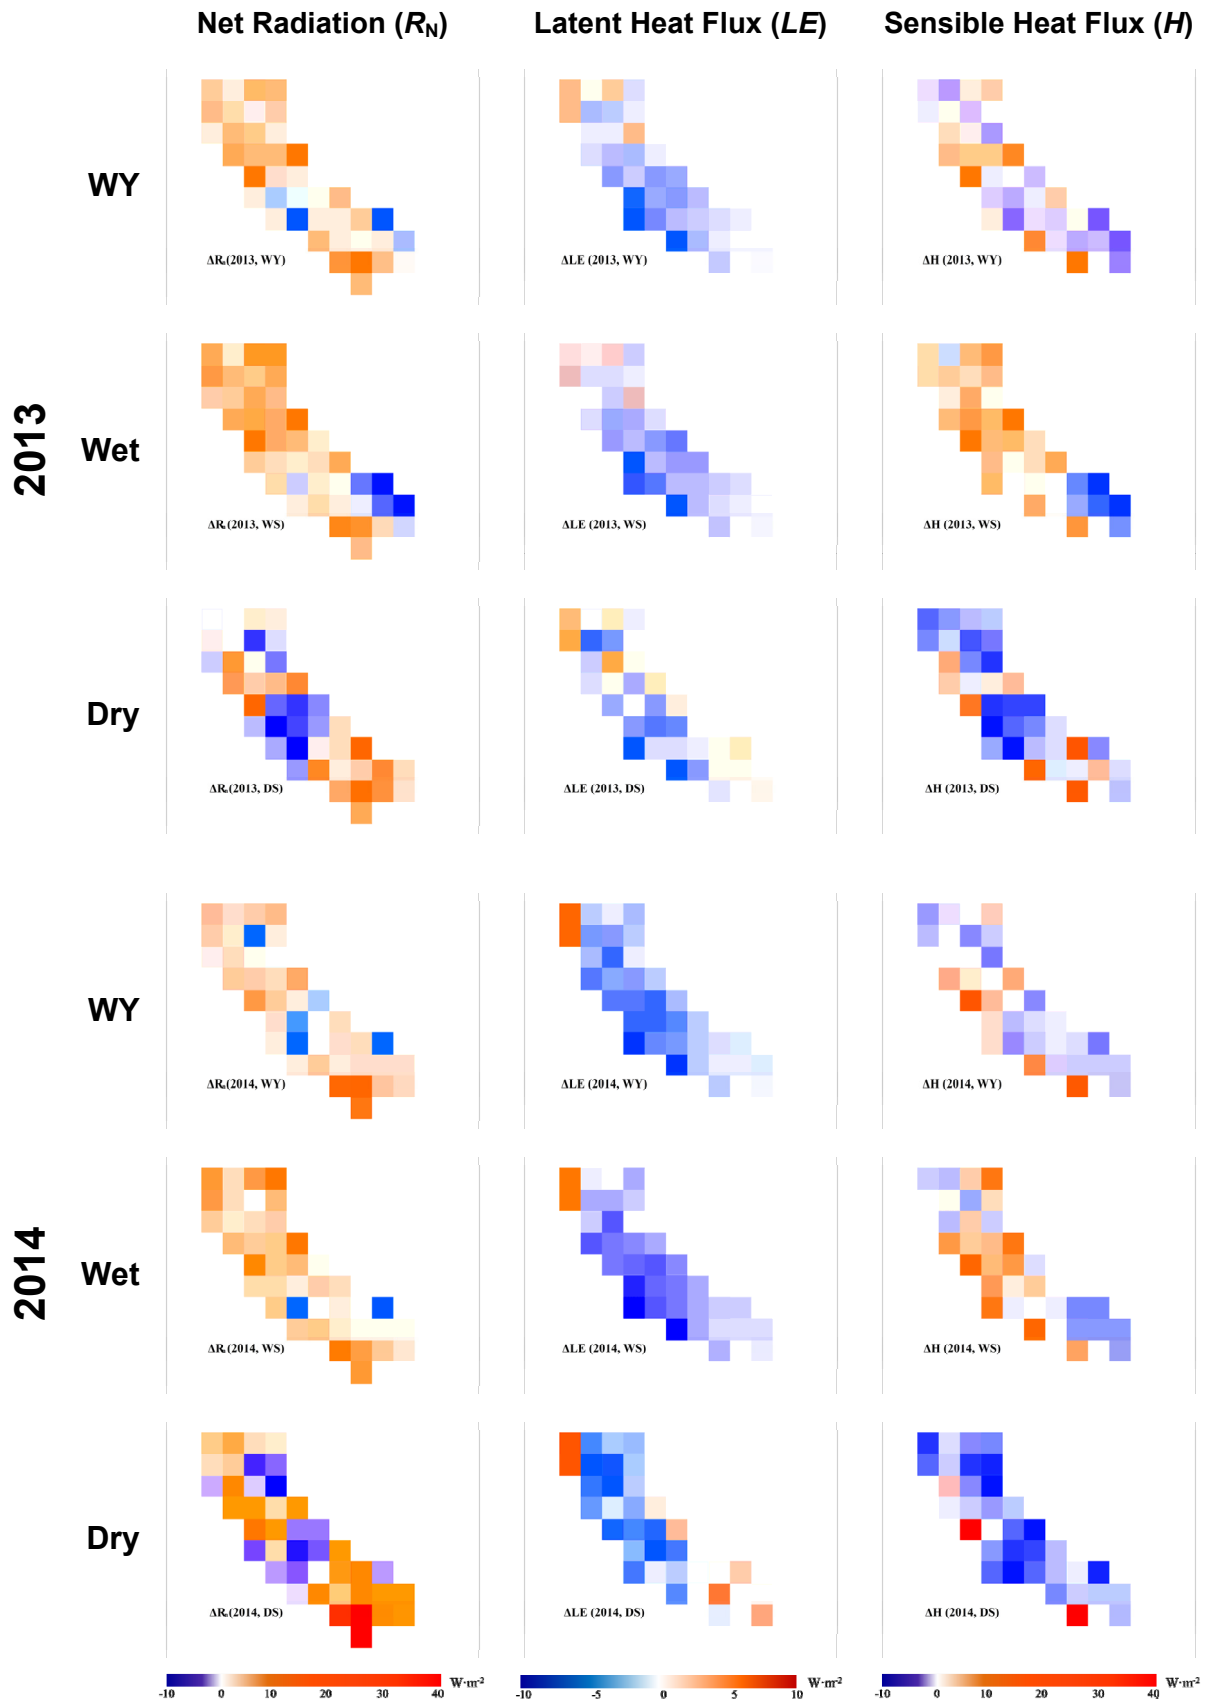 Net Radiation (RN) Latent Heat Flux (LE) Sensible Heat Flux (H)
2013
WY
ΔRₙ(2013, WY) ΔLE (2013, WY) ΔH (2013, WY)
Wet
ΔRₙ(2013, WS) ΔLE (2013, WS) ΔH (2013, WS)
Dry
ΔRₙ(2013, DS) ΔLE (2013, DS) ΔH (2013, DS)
2014
WY
ΔRₙ(2014, WY) ΔLE (2014, WY) ΔH (2014, WY)
Wet
ΔRₙ(2014, WS) ΔLE (2014, WS) ΔH (2014, WS)
Dry
ΔRₙ(2014, DS) ΔLE (2014, DS) ΔH (2014, DS)
-10 0 10 20 30 40 W·m⁻² -10 -5 0 5 10 W·m⁻² -10 0 10 20 30 40 W·m⁻²